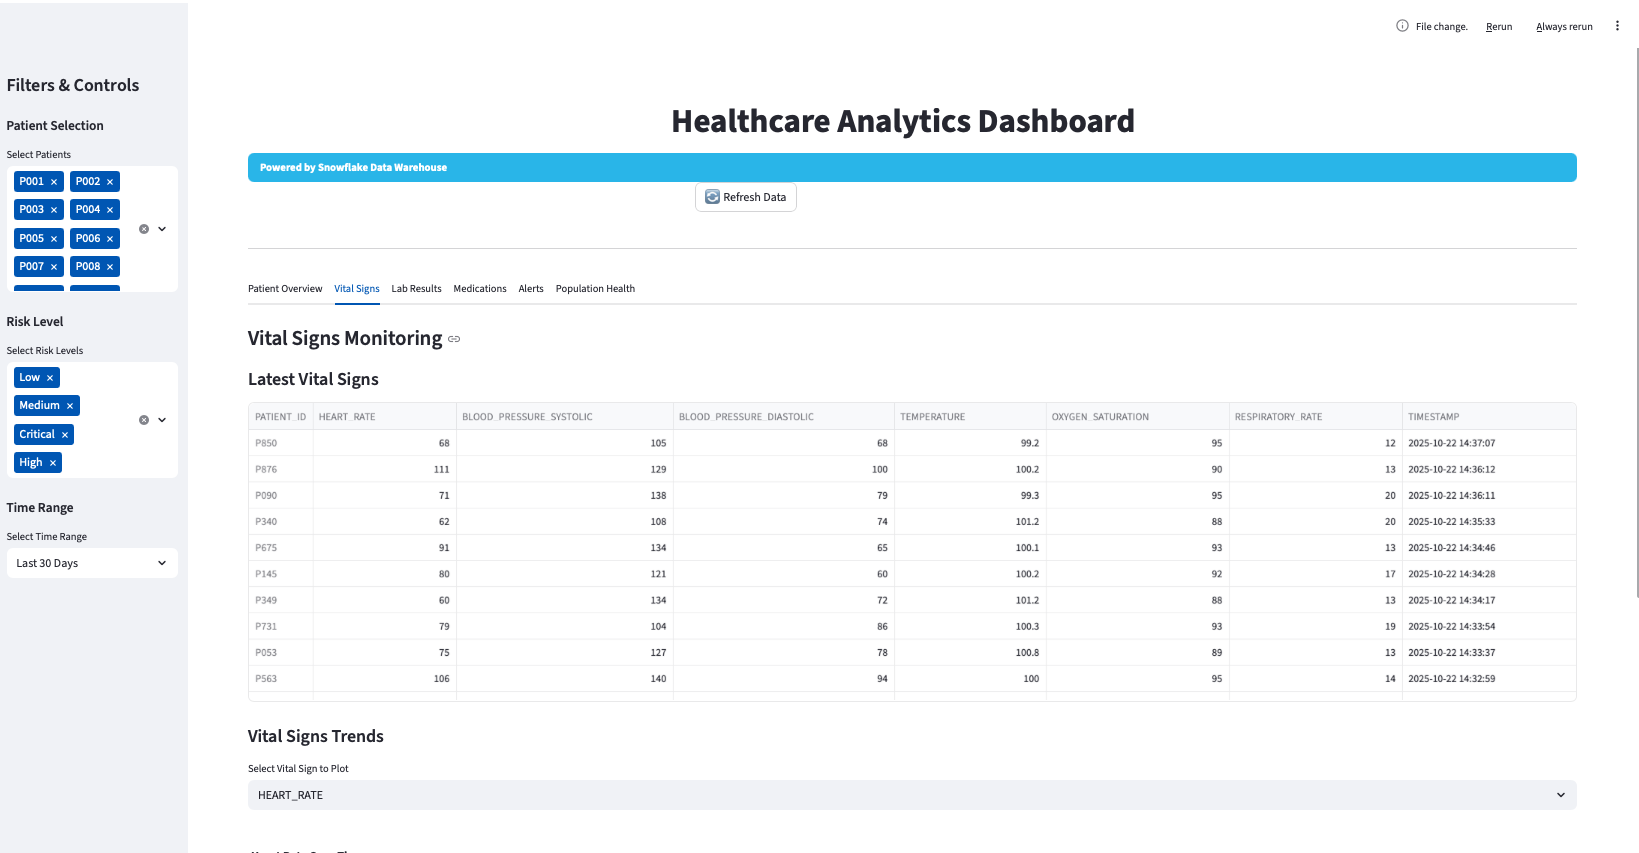 File change. Rerun Always rerun
Filters & Controls
Patient Selection
Select Patients
P001 × P002 ×
P003 × P004 ×
P005 × P006 ×
P007 × P008 ×
Risk Level
Select Risk Levels
Low ×
Medium ×
Critical ×
High ×
Time Range
Select Time Range
Last 30 Days
Healthcare Analytics Dashboard
Powered by Snowflake Data Warehouse
Refresh Data
Patient Overview Vital Signs Lab Results Medications Alerts Population Health
Vital Signs Monitoring
Latest Vital Signs
PATIENT_ID HEART_RATE BLOOD_PRESSURE_SYSTOLIC BLOOD_PRESSURE_DIASTOLIC TEMPERATURE OXYGEN_SATURATION RESPIRATORY_RATE TIMESTAMP
P850 68 105 68 99.2 95 12 2025-10-22 14:37:07
P876 111 129 100 100.2 90 13 2025-10-22 14:36:12
P090 71 138 79 99.3 95 20 2025-10-22 14:36:11
P340 62 108 74 101.2 88 20 2025-10-22 14:35:33
P675 91 134 65 100.1 93 13 2025-10-22 14:34:46
P145 80 121 60 100.2 92 17 2025-10-22 14:34:28
P349 60 134 72 101.2 88 13 2025-10-22 14:34:17
P731 79 104 86 100.3 93 19 2025-10-22 14:33:54
P053 75 127 78 100.8 89 13 2025-10-22 14:33:37
P563 106 140 94 100 95 14 2025-10-22 14:32:59
Vital Signs Trends
Select Vital Sign to Plot
HEART_RATE